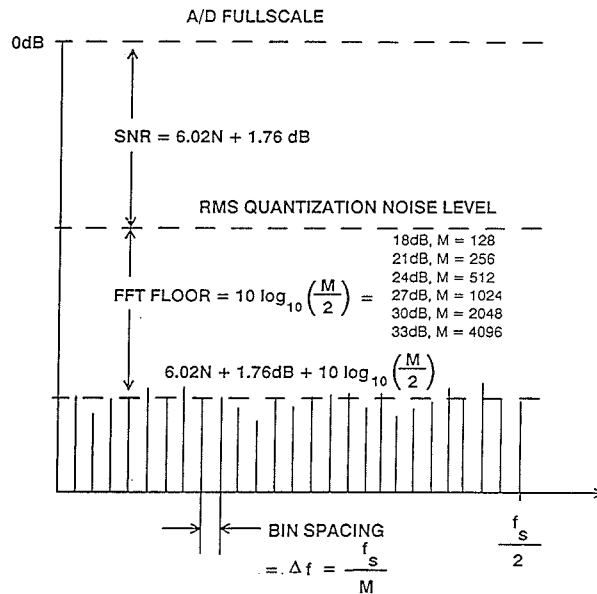 A/D FULLSCALE
0dB
SNR = 6.02N + 1.76 dB
RMS QUANTIZATION NOISE LEVEL
18dB, M = 128
21dB, M = 256
24dB, M = 512
FFT FLOOR = 10 log10 (M/2) = 27dB, M = 1024
30dB, M = 2048
33dB, M = 4096
6.02N + 1.76dB + 10 log10 (M/2)
BIN SPACING
= Δf = fs/M
fs/2